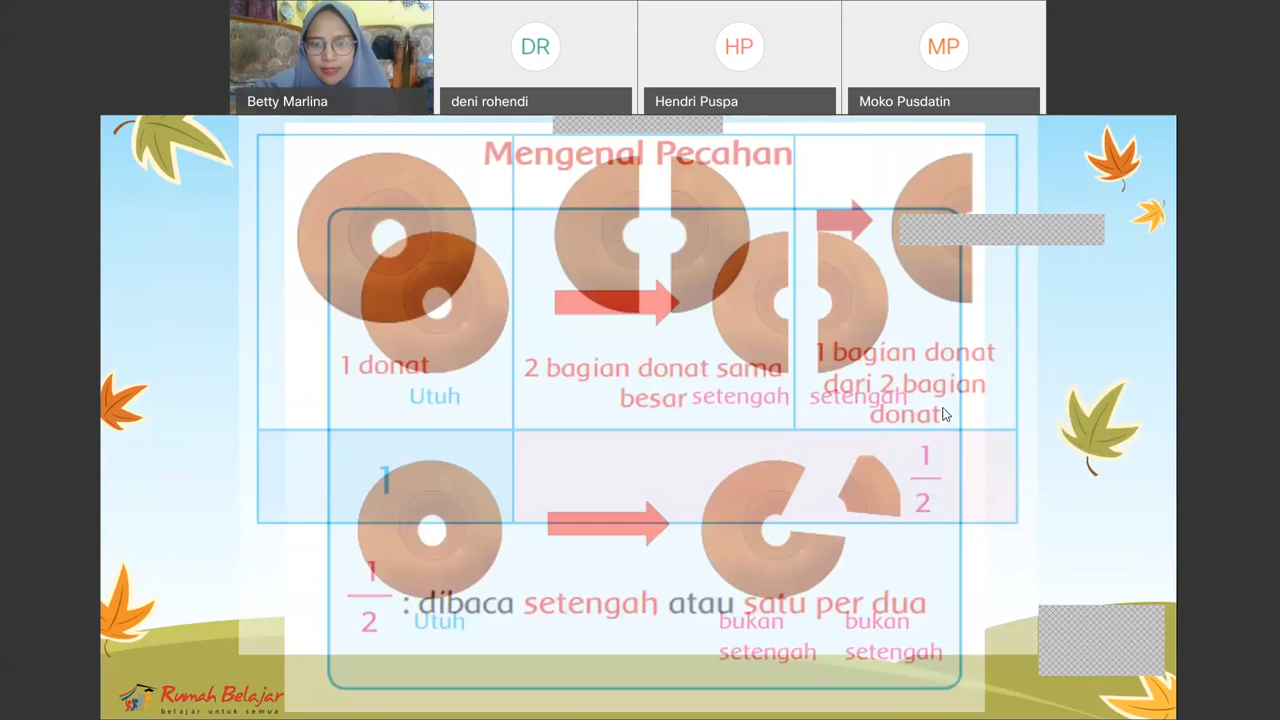 DR
HP
MP
Betty Marlina
deni rohendi
Hendri Puspa
Moko Pusdatin
Mengenal Pecahan
1 donat
2 bagian donat sama
besar
1 bagian donat
dari 2 bagian
donat
Utuh
setengah
setengah
1
1
2
1
2
: dibaca setengah atau satu per dua
Utuh
bukan
setengah
bukan
setengah
Rumah Belajar
belajar untuk semua